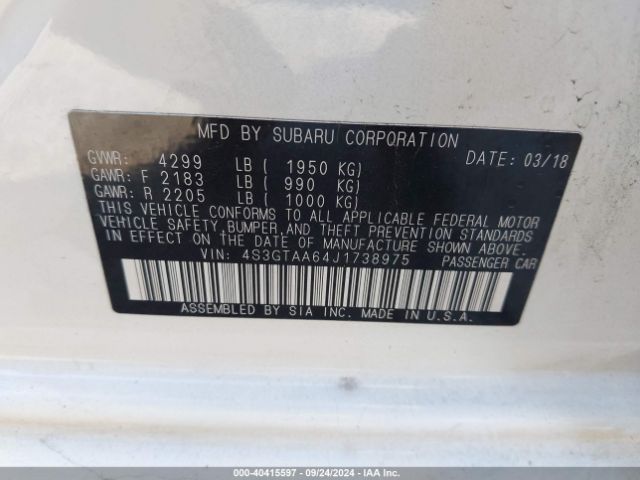 MFD BY SUBARU CORPORATION
GVWR: 4299 LB ( 1950 KG) DATE: 03/18
GAWR: F 2183 LB ( 990 KG)
GAWR: R 2205 LB ( 1000 KG)
THIS VEHICLE CONFORMS TO ALL APPLICABLE FEDERAL MOTOR
VEHICLE SAFETY, BUMPER, AND THEFT PREVENTION STANDARDS
IN EFFECT ON THE DATE OF MANUFACTURE SHOWN ABOVE.
VIN: 4S3GTAA64J1738975 PASSENGER CAR
ASSEMBLED BY SIA INC. MADE IN U.S.A.
000-40415597 - 09/24/2024 - IAAI.COM